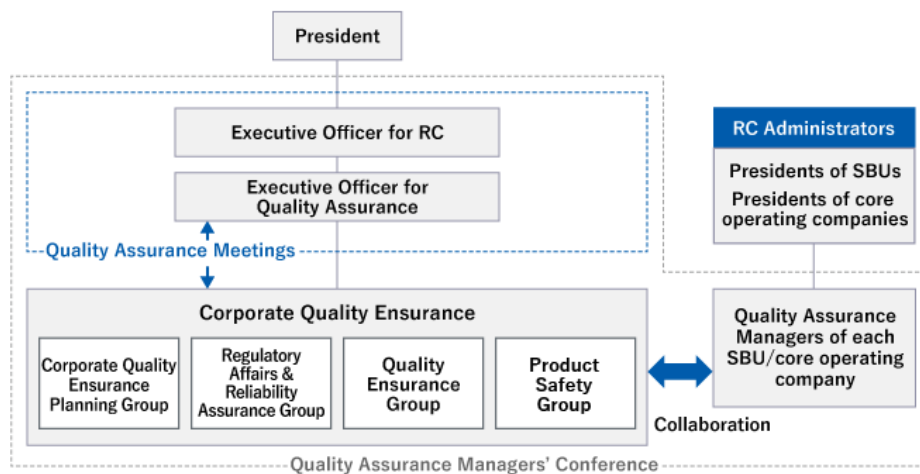 President
Executive Officer for RC
Executive Officer for
Quality Assurance
Quality Assurance Meetings
RC Administrators
Presidents of SBUs
Presidents of core
operating companies
Corporate Quality Ensurance
Corporate Quality
Ensurance
Planning Group
Regulatory
Affairs &
Reliability
Assurance Group
Quality
Ensurance
Group
Product
Safety
Group
Quality Assurance
Managers of each
SBU/core operating
company
Collaboration
Quality Assurance Managers' Conference